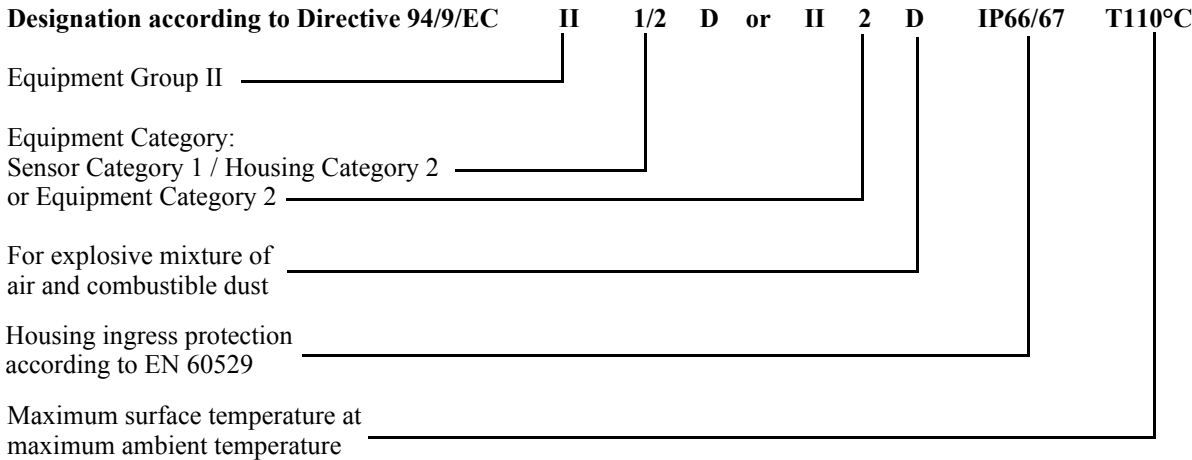 Designation according to Directive 94/9/EC II 1/2 D or II 2 D IP66/67 T110°C
Equipment Group II
Equipment Category:
Sensor Category 1 / Housing Category 2
or Equipment Category 2
For explosive mixture of
air and combustible dust
Housing ingress protection
according to EN 60529
Maximum surface temperature at
maximum ambient temperature